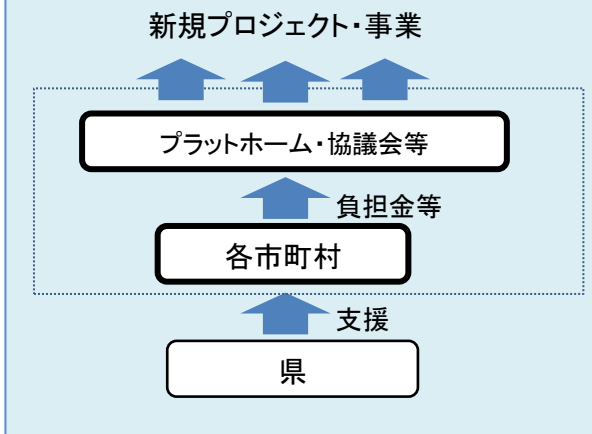 新規プロジェクト・事業
プラットホーム・協議会等
負担金等
各市町村
支援
県